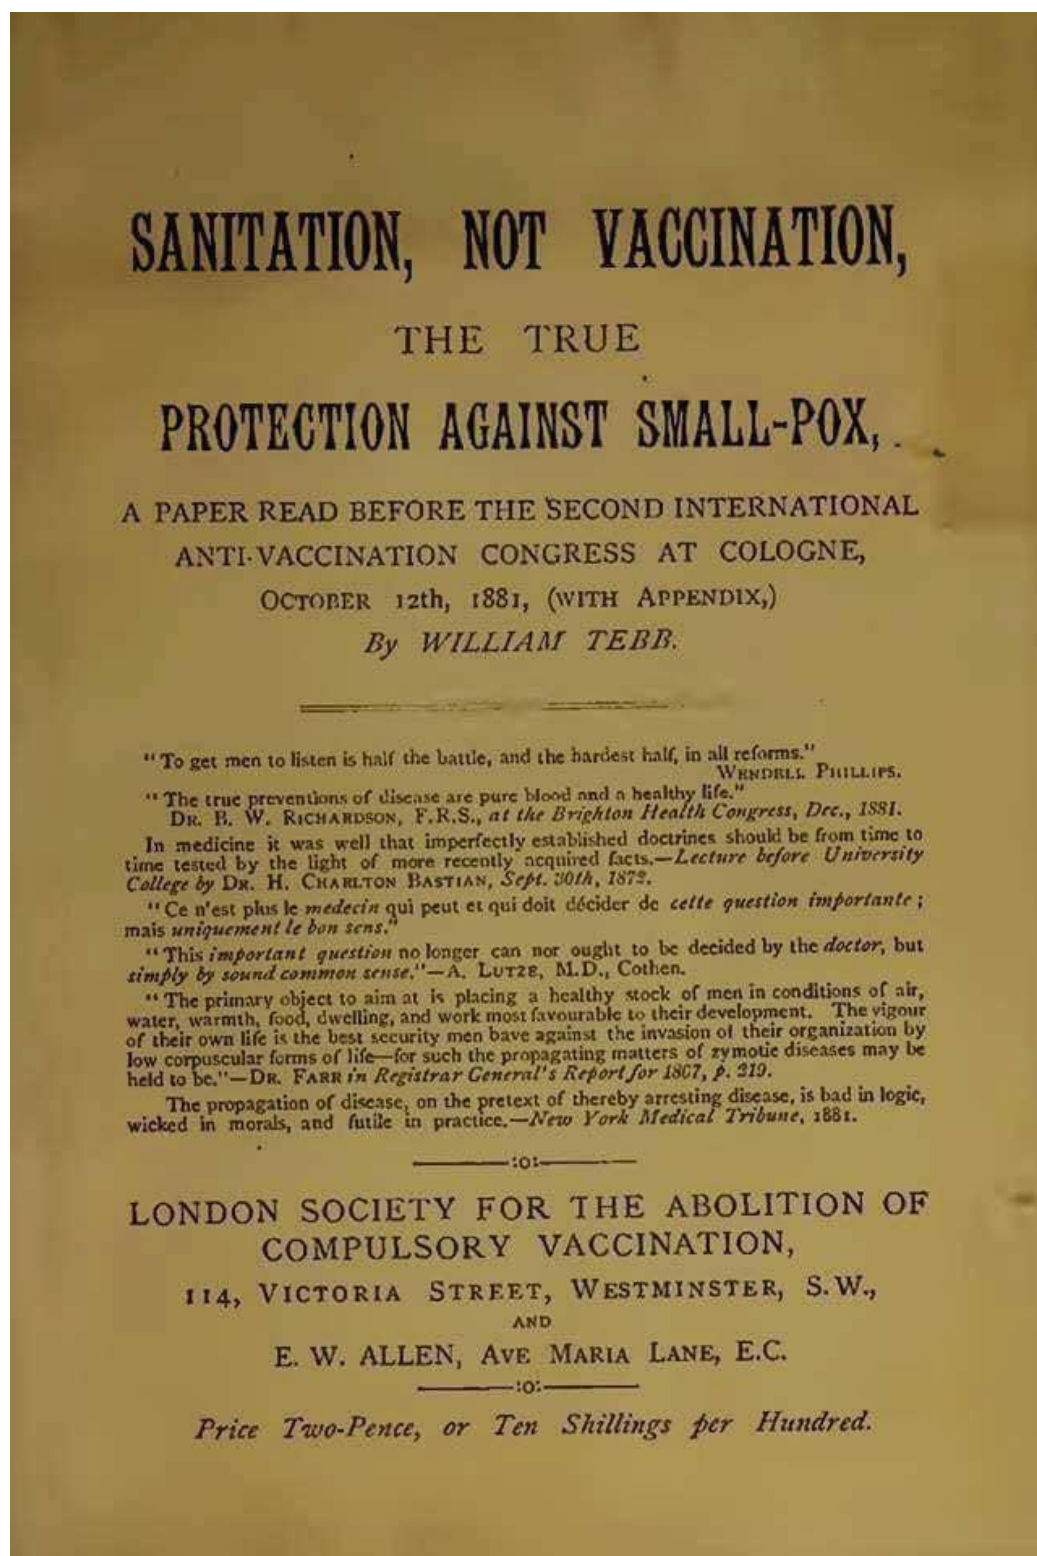 SANITATION, NOT VACCINATION,
THE TRUE
PROTECTION AGAINST SMALL-POX,
A PAPER READ BEFORE THE SECOND INTERNATIONAL
ANTI-VACCINATION CONGRESS AT COLOGNE,
OCTOBER 12th, 1881, (WITH APPENDIX,)
By WILLIAM TEBB.
"To get men to listen is half the battle, and the hardest half, in all reforms."
WENDELL PHILLIPS.
"The true preventions of disease are pure blood and a healthy life."
DR. B. W. RICHARDSON, F.R.S., at the Brighton Health Congress, Dec., 1881.
In medicine it was well that imperfectly established doctrines should be from time to
time tested by the light of more recently acquired facts.—Lecture before University
College by DR. H. CHARLTON BASTIAN, Sept. 30th, 1872.
"Ce n'est plus le medecin qui peut et qui doit décider de cette question importante ;
mais uniquement le bon sens."
"This important question no longer can nor ought to be decided by the doctor, but
simply by sound common sense."—A. LUTZE, M.D., Cothen.
"The primary object to aim at is placing a healthy stock of men in conditions of air,
water, warmth, food, dwelling, and work most favourable to their development. The vigour
of their own life is the best security men bave against the invasion of their organization by
low corpuscular forms of life—for such the propagating matters of zymotic diseases may be
held to be."—DR. FARR in Registrar General's Report for 1867, p. 219.
The propagation of disease, on the pretext of thereby arresting disease, is bad in logic,
wicked in morals, and futile in practice.—New York Medical Tribune, 1881.
:o:
LONDON SOCIETY FOR THE ABOLITION OF
COMPULSORY VACCINATION,
114, VICTORIA STREET, WESTMINSTER, S.W.,
AND
E. W. ALLEN, AVE MARIA LANE, E.C.
:o:
Price Two-Pence, or Ten Shillings per Hundred.